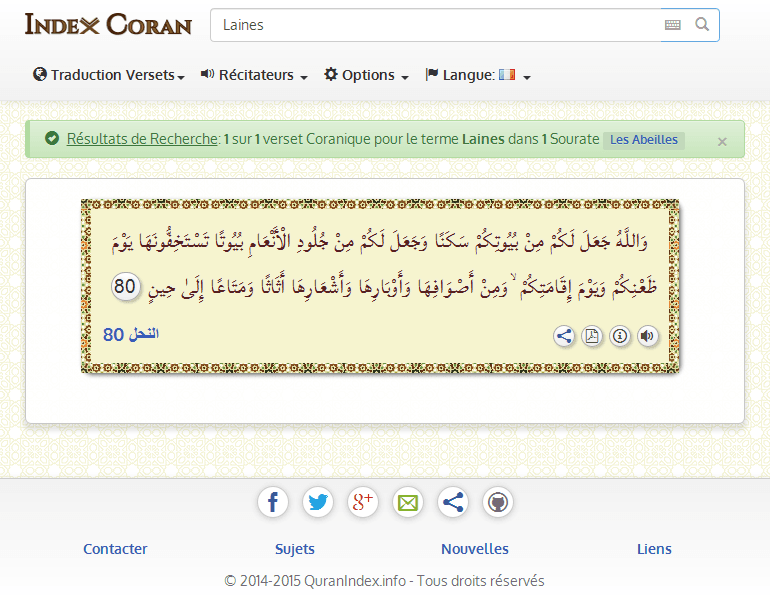 Index Coran
Laines
Traduction Versets
Récitateurs
Options
Langue:
Résultats de Recherche: 1 sur 1 verset Coranique pour le terme Laines dans 1 Sourate Les Abeilles ×
وَاللَّهُ جَعَلَ لَكُمْ مِنْ بُيُوتِكُمْ سَكَنًا وَجَعَلَ لَكُمْ مِنْ جُلُودِ الْأَنْعَامِ بُيُوتًا تَسْتَخِفُّونَهَا يَوْمَ
ظَعْنِكُمْ وَيَوْمَ إِقَامَتِكُمْ ۙ وَمِنْ أَصْوَافِهَا وَأَوْبَارِهَا وَأَشْعَارِهَا أَثَاثًا وَمَتَاعًا إِلَىٰ حِينٍ 80
النحل 80
Contacter
Sujets
Nouvelles
Liens
© 2014-2015 QuranIndex.info - Tous droits réservés